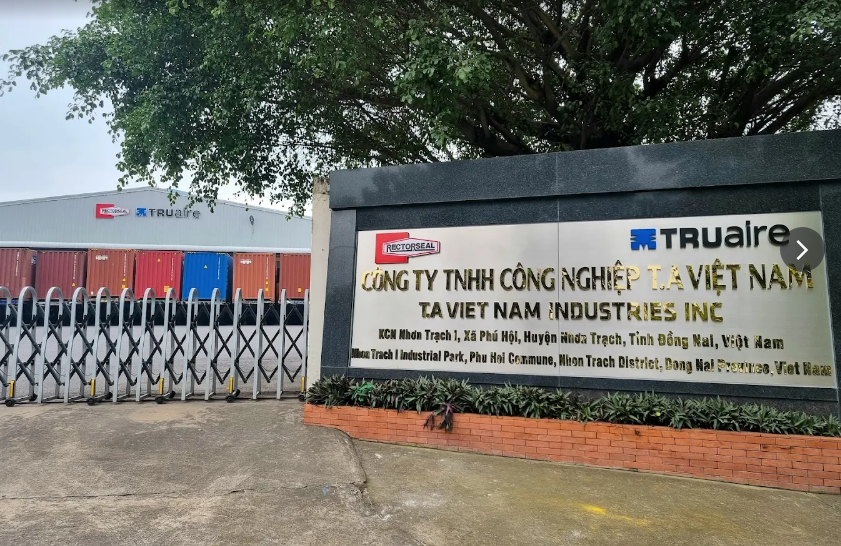 RECTORSEAL TRUaire
RECTORSEAL TRUaire
CÔNG TY TNHH CÔNG NGHIỆP T.A VIỆT NAM
T.A VIET NAM INDUSTRIES INC
KCN Nhơn Trạch 1, Xã Phú Hội, Huyện Nhơn Trạch, Tỉnh Đồng Nai, Việt Nam
Nhon Trach I Industrial Park, Phu Hoi Commune, Nhon Trach District, Dong Nai Province, Viet Nam